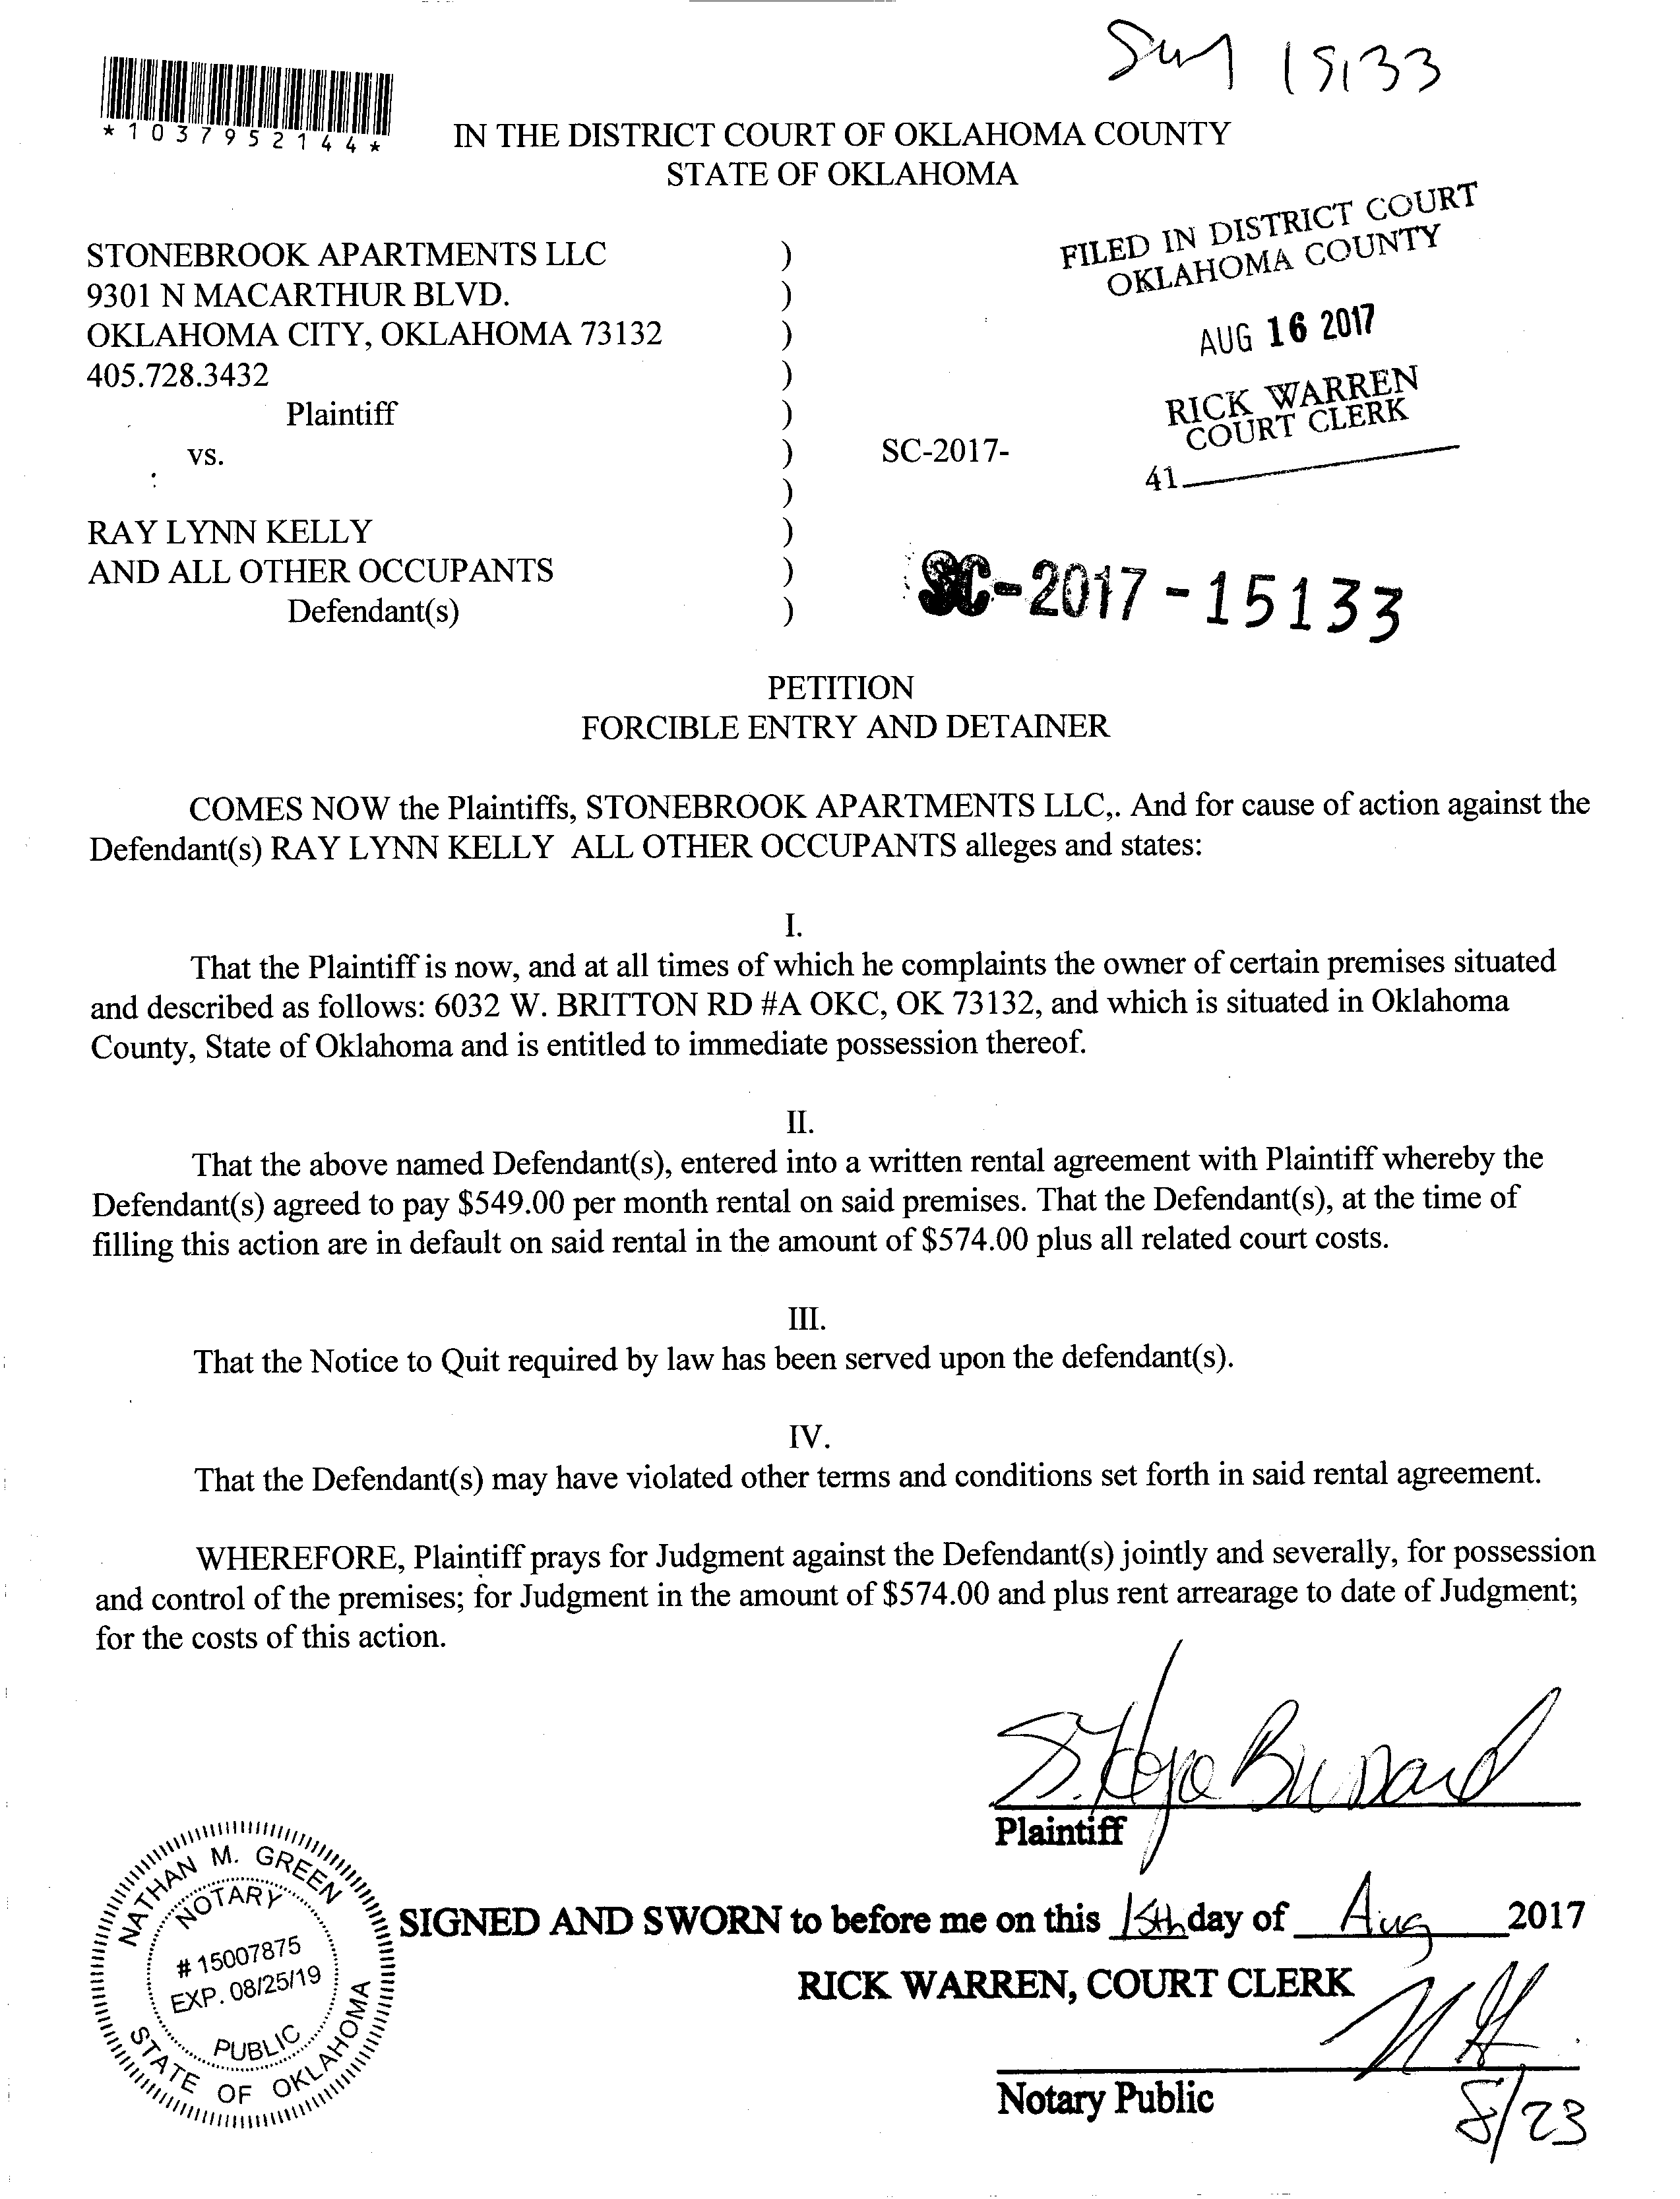 15133
*1037952144*
IN THE DISTRICT COURT OF OKLAHOMA COUNTY
STATE OF OKLAHOMA
FILED IN DISTRICT COURT
OKLAHOMA COUNTY
AUG 16 2017
RICK WARREN
COURT CLERK
41
STONEBROOK APARTMENTS LLC )
9301 N MACARTHUR BLVD. )
OKLAHOMA CITY, OKLAHOMA 73132 )
405.728.3432 )
Plaintiff )
vs. ) SC-2017-
)
RAY LYNN KELLY )
AND ALL OTHER OCCUPANTS )
Defendant(s) )
SC-2017-15133
PETITION
FORCIBLE ENTRY AND DETAINER
COMES NOW the Plaintiffs, STONEBROOK APARTMENTS LLC,. And for cause of action against the
Defendant(s) RAY LYNN KELLY ALL OTHER OCCUPANTS alleges and states:
I.
That the Plaintiff is now, and at all times of which he complaints the owner of certain premises situated
and described as follows: 6032 W. BRITTON RD #A OKC, OK 73132, and which is situated in Oklahoma
County, State of Oklahoma and is entitled to immediate possession thereof.
II.
That the above named Defendant(s), entered into a written rental agreement with Plaintiff whereby the
Defendant(s) agreed to pay $549.00 per month rental on said premises. That the Defendant(s), at the time of
filling this action are in default on said rental in the amount of $574.00 plus all related court costs.
III.
That the Notice to Quit required by law has been served upon the defendant(s).
IV.
That the Defendant(s) may have violated other terms and conditions set forth in said rental agreement.
WHEREFORE, Plaintiff prays for Judgment against the Defendant(s) jointly and severally, for possession
and control of the premises; for Judgment in the amount of $574.00 and plus rent arrearage to date of Judgment;
for the costs of this action.
Plaintiff
NATHAN M. GREEN
NOTARY
# 15007875
EXP. 08/25/19
PUBLIC
STATE OF OKLAHOMA
SIGNED AND SWORN to before me on this 15th day of Aug 2017
RICK WARREN, COURT CLERK
Notary Public
8/23